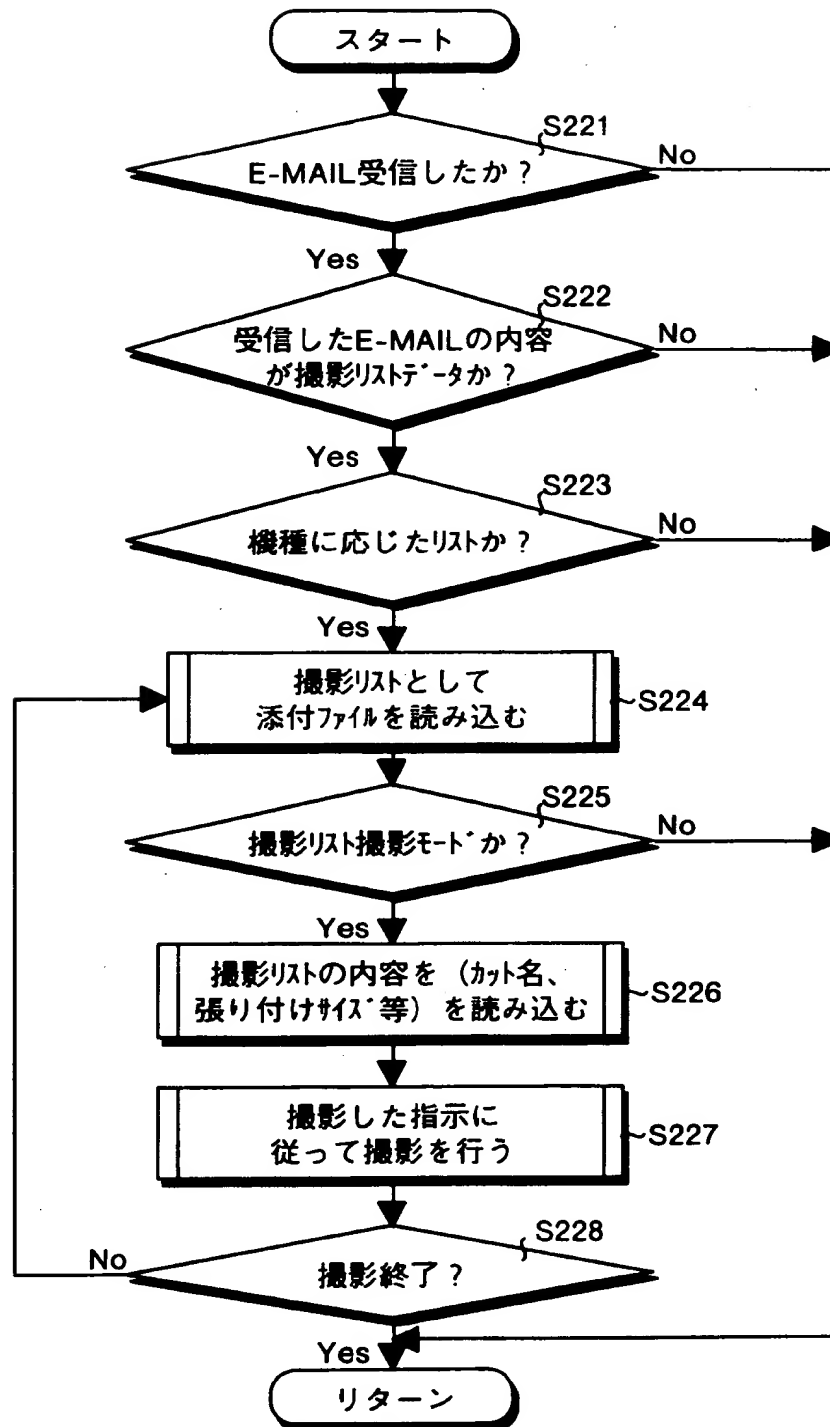 スタート
S221
E-MAIL受信したか？
No
Yes
S222
受信したE-MAILの内容
が撮影リストデータか？
No
Yes
S223
機種に応じたリストか？
No
Yes
撮影リストとして
添付ファイルを読み込む
S224
S225
撮影リスト撮影モードか？
No
Yes
撮影リストの内容を（カット名、
張り付けサイズ等）を読み込む
S226
撮影した指示に
従って撮影を行う
S227
S228
No
撮影終了？
Yes
リターン